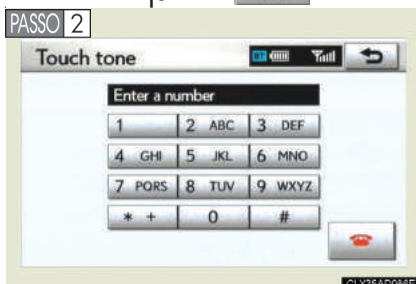 PASSO 2
Touch tone
BT
Enter a number
1 2 ABC 3 DEF
4 GHI 5 JKL 6 MNO
7 PQRS 8 TUV 9 WXYZ
* + 0 #